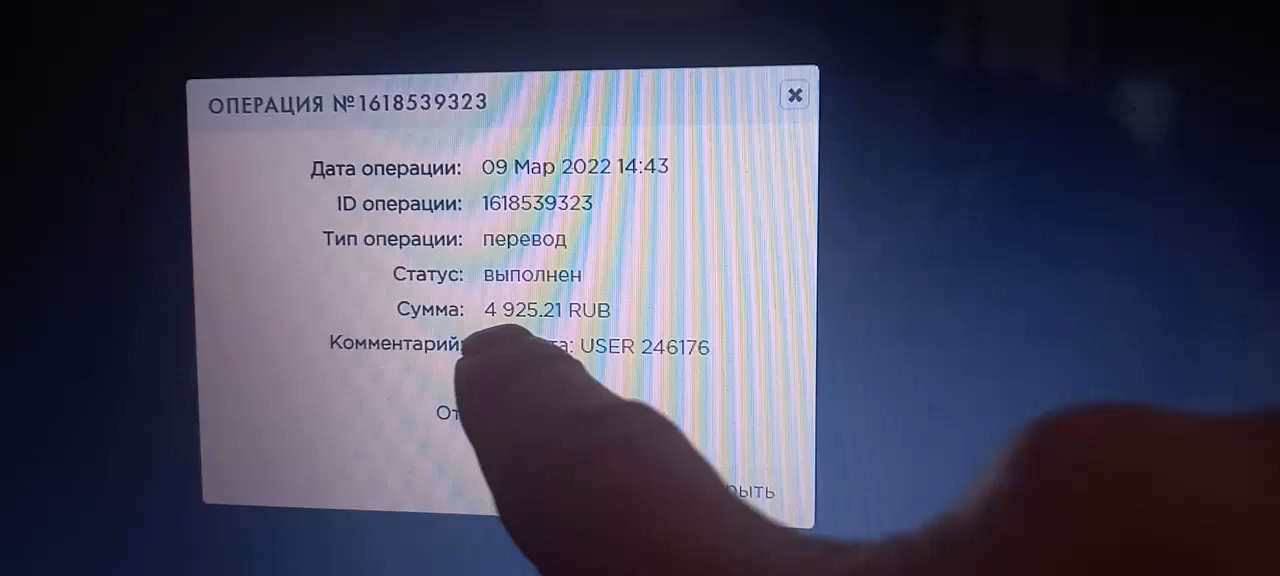 ОПЕРАЦИЯ №1618539323
Дата операции: 09 Мар 2022 14:43
ID операции: 1618539323
Тип операции: перевод
Статус: выполнен
Сумма: 4 925.21 RUB
Комментарий: USER 246176